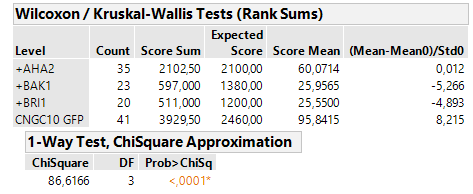 Wilcoxon / Kruskal-Wallis Tests (Rank Sums)
Expected
Level Count Score Sum Score Score Mean (Mean-Mean0)/Std0
+AHA2 35 2102,50 2100,00 60,0714 0,012
+BAK1 23 597,000 1380,00 25,9565 -5,266
+BRI1 20 511,000 1200,00 25,5500 -4,893
CNGC10 GFP 41 3929,50 2460,00 95,8415 8,215
1-Way Test, ChiSquare Approximation
ChiSquare DF Prob>ChiSq
86,6166 3 <,0001*